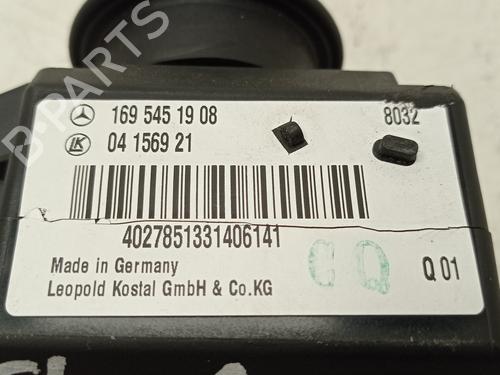 B-PARTS
169 545 19 08
8032
LK
04 1569 21
4027851331406141
Made in Germany
Leopold Kostal GmbH & Co.KG
Q 01